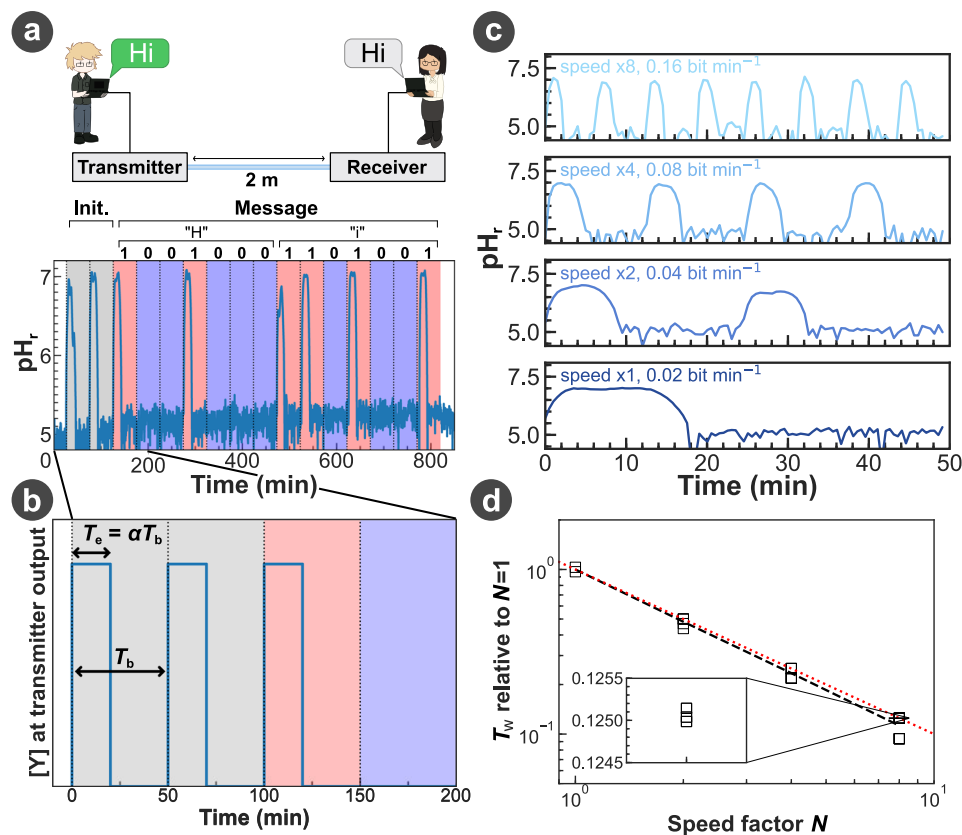 a
Hi
Hi
Transmitter
Receiver
2 m
Init.
Message
"H"
"i"
1 0 0 1 0 0 0 1 1 0 1 0 0 1
7
6
5
pHr
0 200 400 600 800
Time (min)
b
[Y] at transmitter output
Te = αTb
Tb
0 50 100 150 200
Time (min)
c
pHr
7.5
5.0
speed x8, 0.16 bit min⁻¹
7.5
5.0
speed x4, 0.08 bit min⁻¹
7.5
5.0
speed x2, 0.04 bit min⁻¹
7.5
5.0
speed x1, 0.02 bit min⁻¹
0 10 20 30 40 50
Time (min)
d
Tw relative to N=1
10⁰
10⁻¹
0.1255
0.1250
0.1245
10⁰ 10¹
Speed factor N